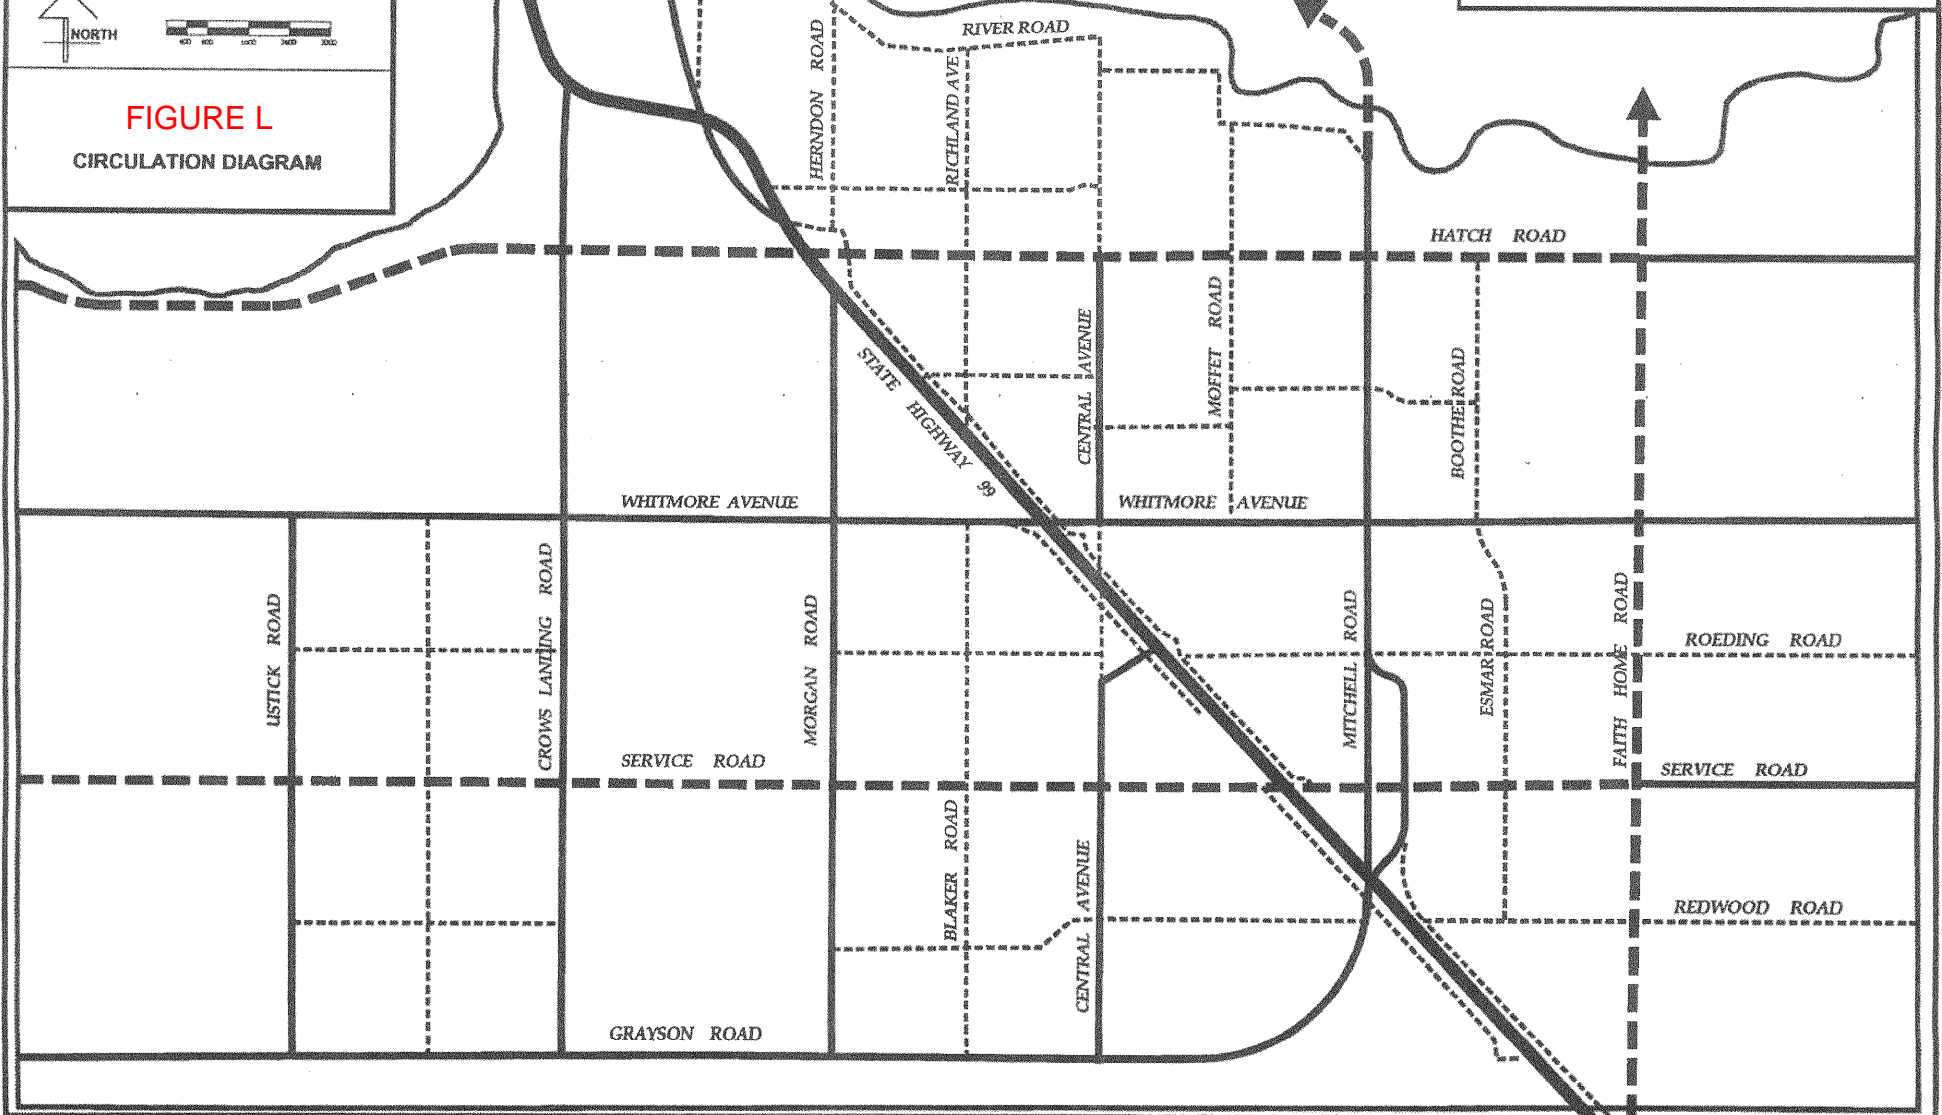 NORTH
FIGURE L
CIRCULATION DIAGRAM
RIVER ROAD
HERNDON ROAD
RICHLAND AVE
HATCH ROAD
MOFFET ROAD
CENTRAL AVENUE
BOOTHE ROAD
STATE HIGHWAY 99
WHITMORE AVENUE
WHITMORE AVENUE
USTICK ROAD
CROWS LANDING ROAD
MORGAN ROAD
MITCHELL ROAD
ESMAR ROAD
FAITH HOME ROAD
ROEDING ROAD
SERVICE ROAD
SERVICE ROAD
BLAKER ROAD
CENTRAL AVENUE
REDWOOD ROAD
GRAYSON ROAD